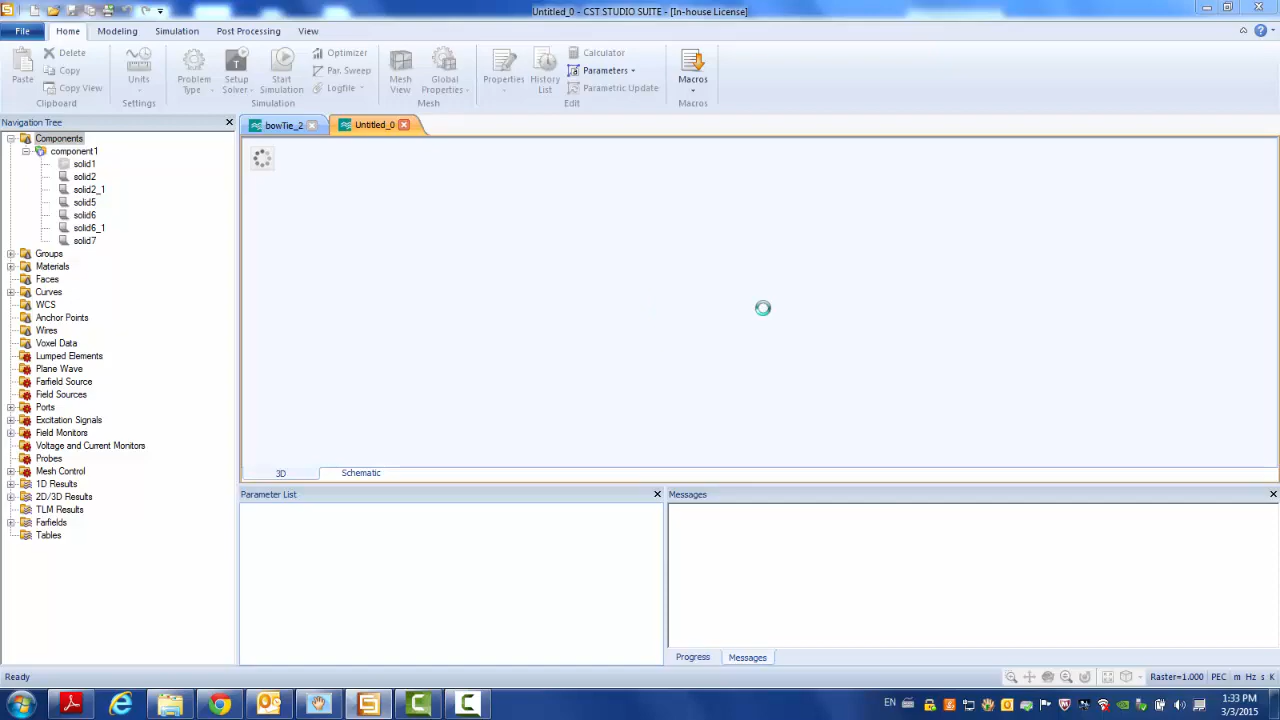 Untitled_0 - CST STUDIO SUITE - [In-house License]
File Home Modeling Simulation Post Processing View
Paste
Delete
Copy
Copy View
Clipboard
Units
Settings
Problem Type
Setup Solver
Start Simulation
Optimizer
Par. Sweep
Logfile
Simulation
Mesh View
Global Properties
Mesh
Properties
History List
Calculator
Parameters
Parametric Update
Edit
Macros
Macros
Navigation Tree
bowTie_2
Untitled_0
Components
component1
solid1
solid2
solid2_1
solid5
solid6
solid6_1
solid7
Groups
Materials
Faces
Curves
WCS
Anchor Points
Wires
Voxel Data
Lumped Elements
Plane Wave
Farfield Source
Field Sources
Ports
Excitation Signals
Field Monitors
Voltage and Current Monitors
Probes
Mesh Control
1D Results
2D/3D Results
TLM Results
Farfields
Tables
3D
Schematic
Parameter List
Messages
Progress
Messages
Ready
Raster=1.000 PEC m Hz s K
EN
1:33 PM
3/3/2015